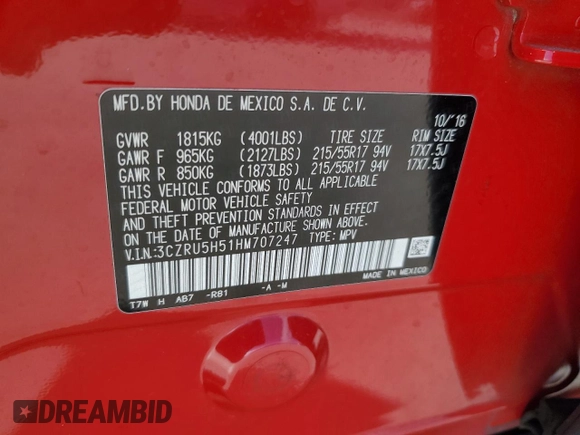 MFD.BY HONDA DE MEXICO S.A. DE C.V.
10/'16
GVWR 1815KG (4001LBS) TIRE SIZE RIM SIZE
GAWR F 965KG (2127LBS) 215/55R17 94V 17X7.5J
GAWR R 850KG (1873LBS) 215/55R17 94V 17X7.5J
THIS VEHICLE CONFORMS TO ALL APPLICABLE
FEDERAL MOTOR VEHICLE SAFETY
AND THEFT PREVENTION STANDARDS IN EFFECT
ON THE DATE OF MANUFACTURE SHOWN ABOVE.
V.I.N.:3CZRU5H51HM707247 TYPE: MPV
T7W H AB7 -R81 -A -M
MADE IN MEXICO
DREAMBID